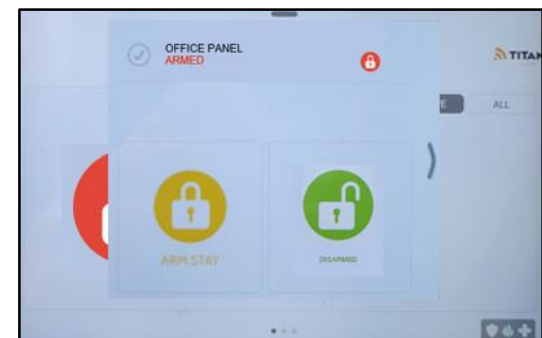 OFFICE PANEL
ARMED
TITAN
ALL
ARM-STAY
DISARMED